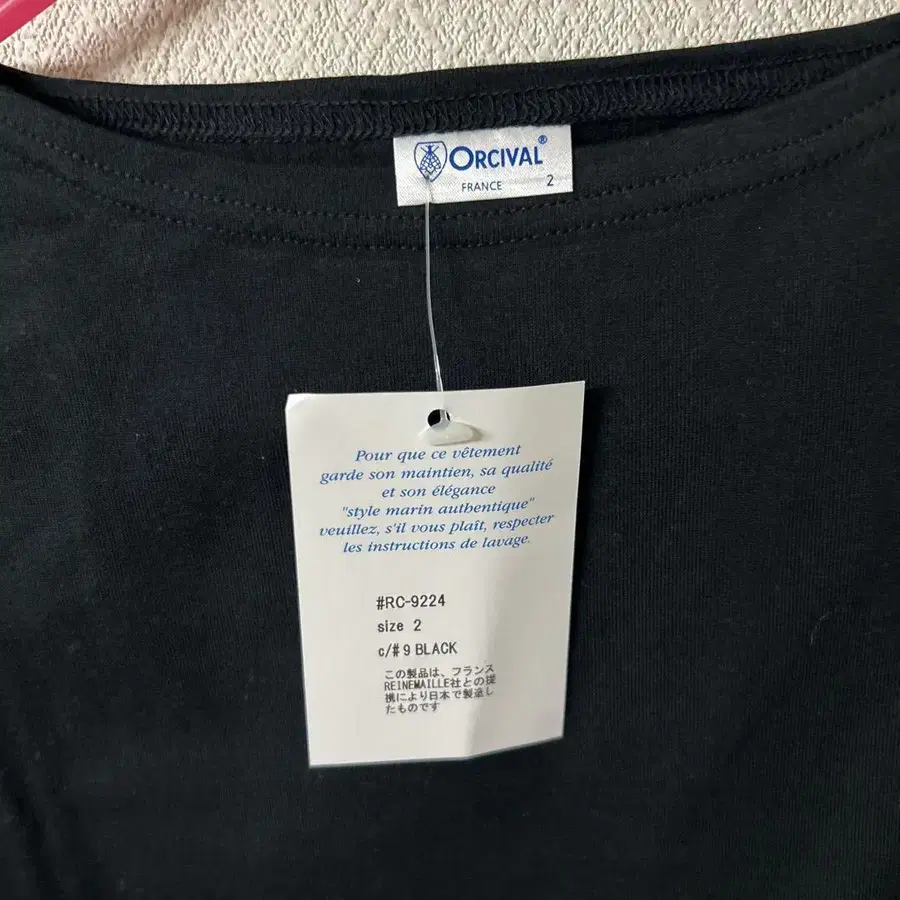 ORCIVAL®
FRANCE 2
Pour que ce vêtement
garde son maintien, sa qualité
et son élégance
"style marin authentique"
veuillez, s'il vous plaît, respecter
les instructions de lavage.
#RC-9224
size 2
c/# 9 BLACK
この製品は、フランス
REINEMAILLE社との提
携により日本で製造し
たものです